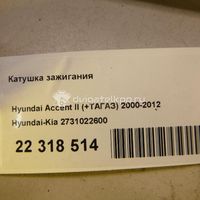 Катушка зажигания
Hyundai Accent II (+ТАГАЗ) 2000-2012
Hyundai-Kia 2731022600
22 318 514